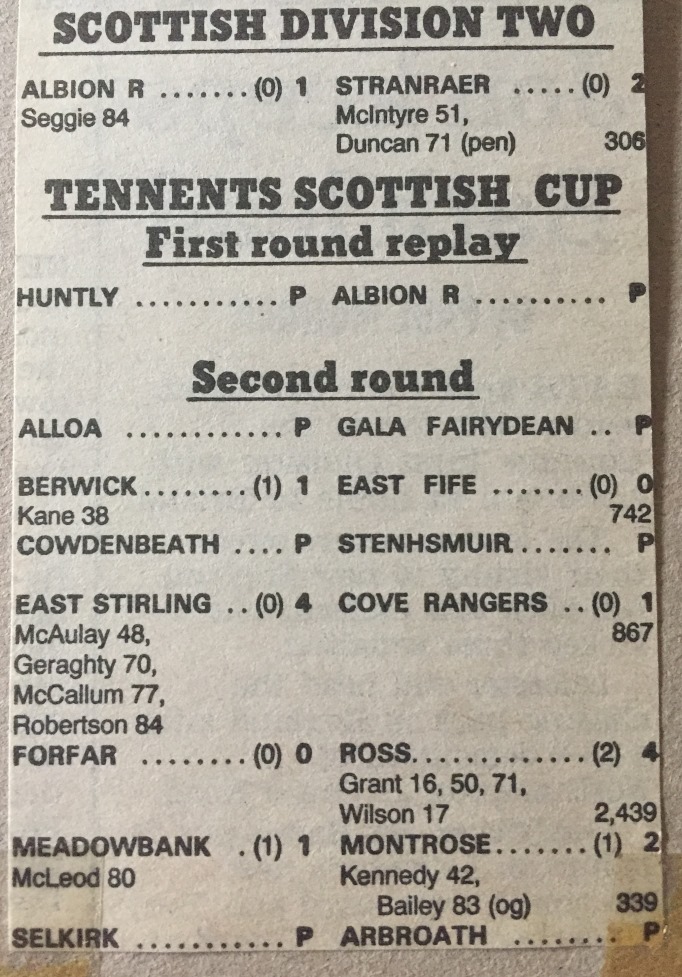 SCOTTISH DIVISION TWO
ALBION R .......(0) 1 STRANRAER .....(0) 2
Seggie 84 McIntyre 51,
Duncan 71 (pen) 306
TENNENTS SCOTTISH CUP
First round replay
HUNTLY ........... P ALBION R .......... P
Second round
ALLOA ............ P GALA FAIRYDEAN .. P
BERWICK........(1) 1 EAST FIFE .......(0) 0
Kane 38 742
COWDENBEATH .... P STENHSMUIR....... P
EAST STIRLING ..(0) 4 COVE RANGERS ..(0) 1
McAulay 48, 867
Geraghty 70,
McCallum 77,
Robertson 84
FORFAR ........(0) 0 ROSS.............(2) 4
Grant 16, 50, 71,
Wilson 17 2,439
MEADOWBANK .(1) 1 MONTROSE.......(1) 2
McLeod 80 Kennedy 42,
Bailey 83 (og) 339
SELKIRK ........... P ARBROATH ........ P